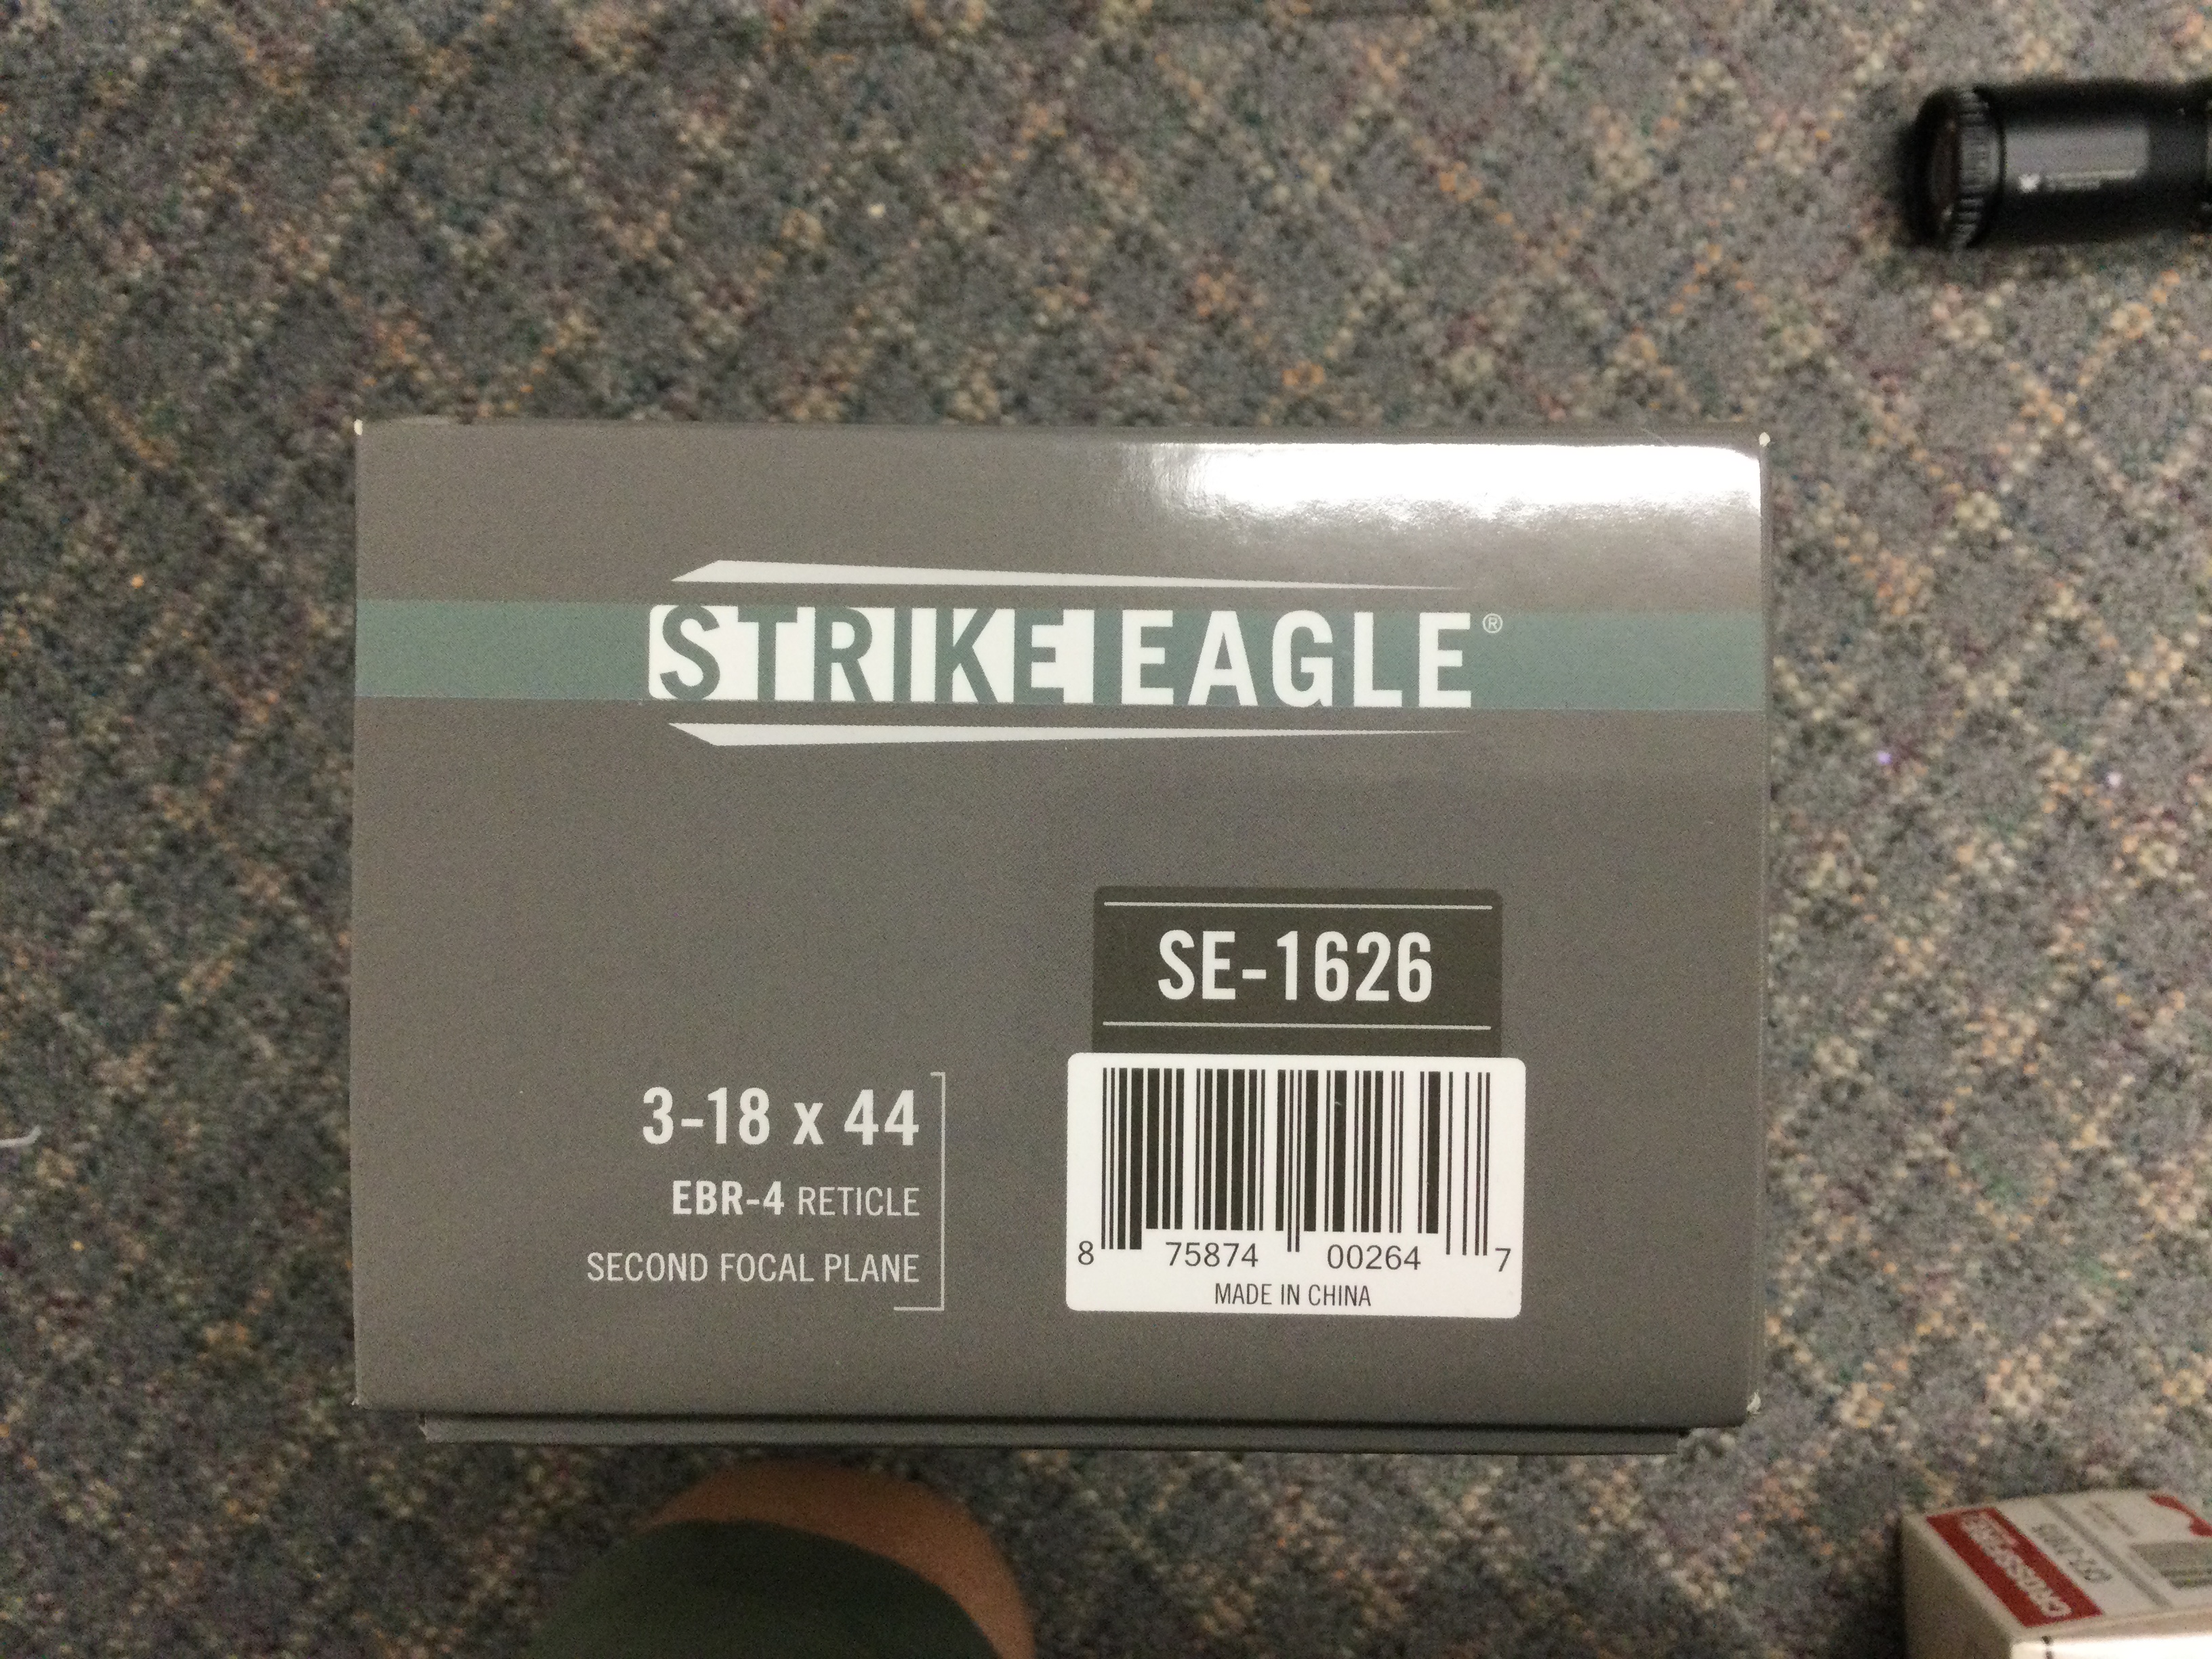 STRIKE EAGLE®
SE-1626
3-18 x 44
EBR-4 RETICLE
SECOND FOCAL PLANE
8 75874 00264 7
MADE IN CHINA
CROSSFIRE